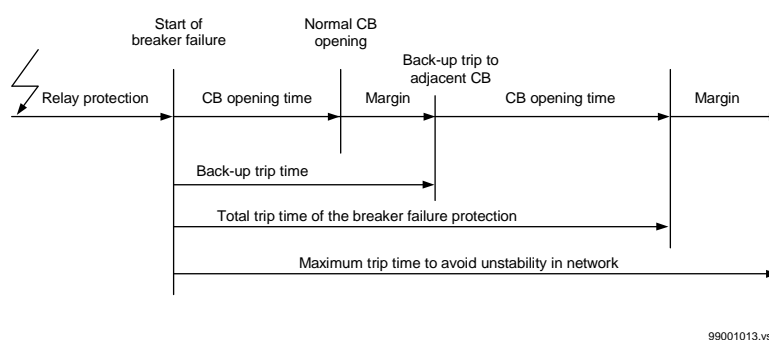 Start of
breaker failure
Normal CB
opening
Back-up trip to
adjacent CB
Relay protection
CB opening time
Margin
CB opening time
Margin
Back-up trip time
Total trip time of the breaker failure protection
Maximum trip time to avoid unstability in network